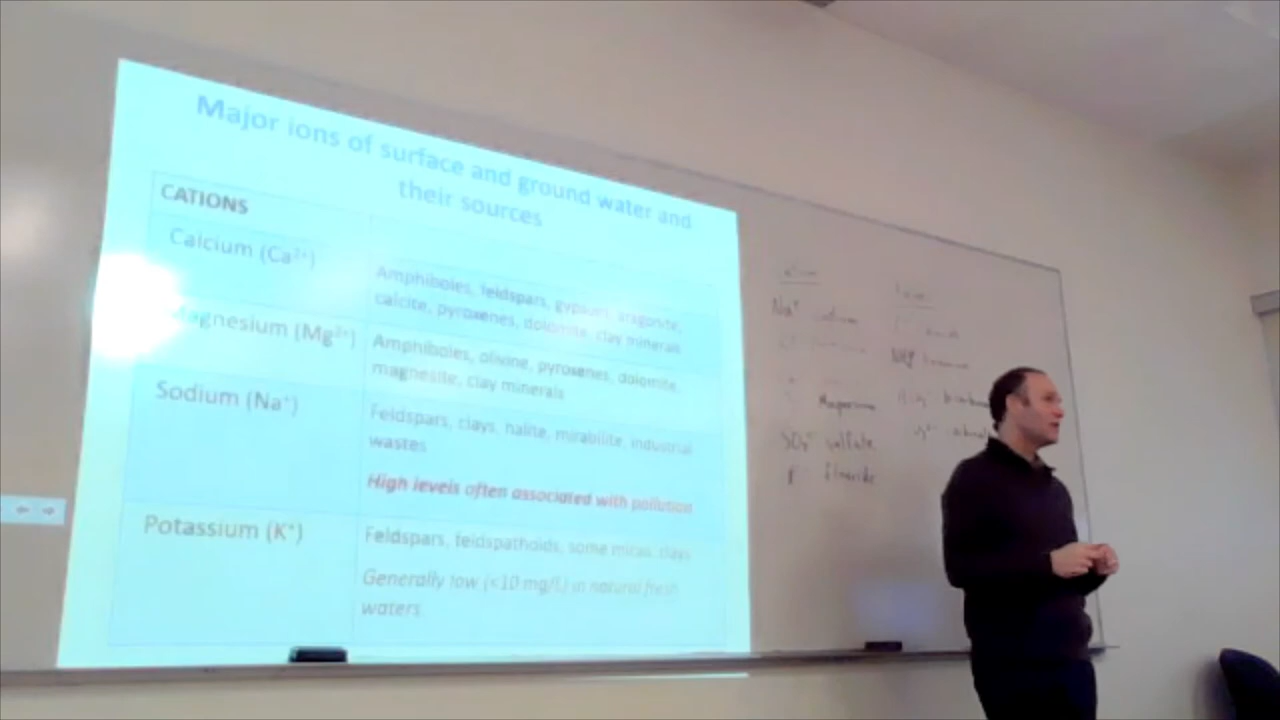 Major ions of surface and ground water and
their sources
CATIONS
Calcium (Ca²⁺)
Amphiboles, feldspars, gypsum, aragonite,
calcite, pyroxenes, dolomite, clay minerals
Magnesium (Mg²⁺)
Amphiboles, olivine, pyroxenes, dolomite,
magnesite, clay minerals
Sodium (Na⁺)
Feldspars, clays, halite, mirabilite, industrial
wastes
High levels often associated with pollution
Potassium (K⁺)
Feldspars, feldspathoids, some micas, clays
Generally low (<10 mg/L) in natural fresh
waters
Na⁺ sodium
Magnesium
sulfate
fluoride